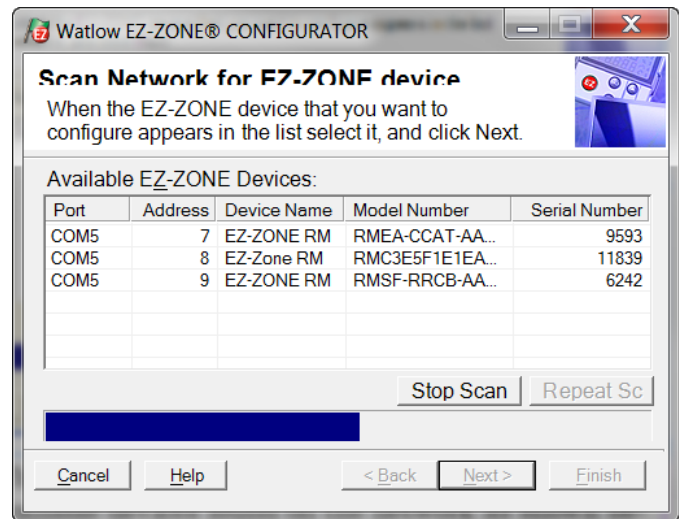 Watlow EZ-ZONE® CONFIGURATOR
Scan Network for EZ-ZONE device
When the EZ-ZONE device that you want to
configure appears in the list select it, and click Next.
Available EZ-ZONE Devices:
Port Address Device Name Model Number Serial Number
COM5 7 EZ-ZONE RM RMEA-CCAT-AA... 9593
COM5 8 EZ-Zone RM RMC3E5F1E1EA... 11839
COM5 9 EZ-ZONE RM RMSF-RRCB-AA... 6242
Stop Scan Repeat Sc
Cancel Help < Back Next > Finish